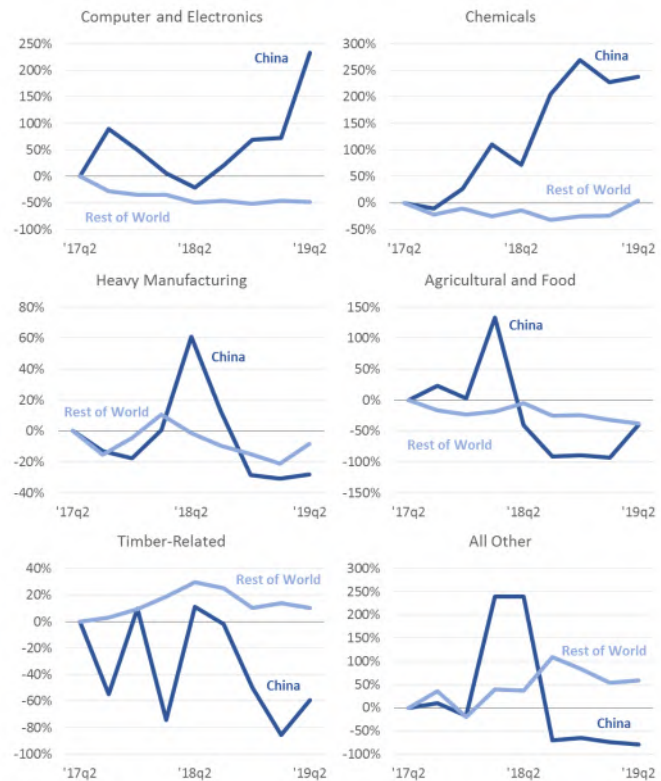 Computer and Electronics
250%
200%
150%
100%
50%
0%
-50%
-100%
China
Rest of World
'17q2 '18q2 '19q2
Chemicals
300%
250%
200%
150%
100%
50%
0%
-50%
China
Rest of World
'17q2 '18q2 '19q2
Heavy Manufacturing
80%
60%
40%
20%
0%
-20%
-40%
China
Rest of World
'17q2 '18q2 '19q2
Agricultural and Food
150%
100%
50%
0%
-50%
-100%
-150%
China
Rest of World
'17q2 '18q2 '19q2
Timber-Related
40%
20%
0%
-20%
-40%
-60%
-80%
-100%
Rest of World
China
'17q2 '18q2 '19q2
All Other
300%
250%
200%
150%
100%
50%
0%
-50%
-100%
Rest of World
China
'17q2 '18q2 '19q2